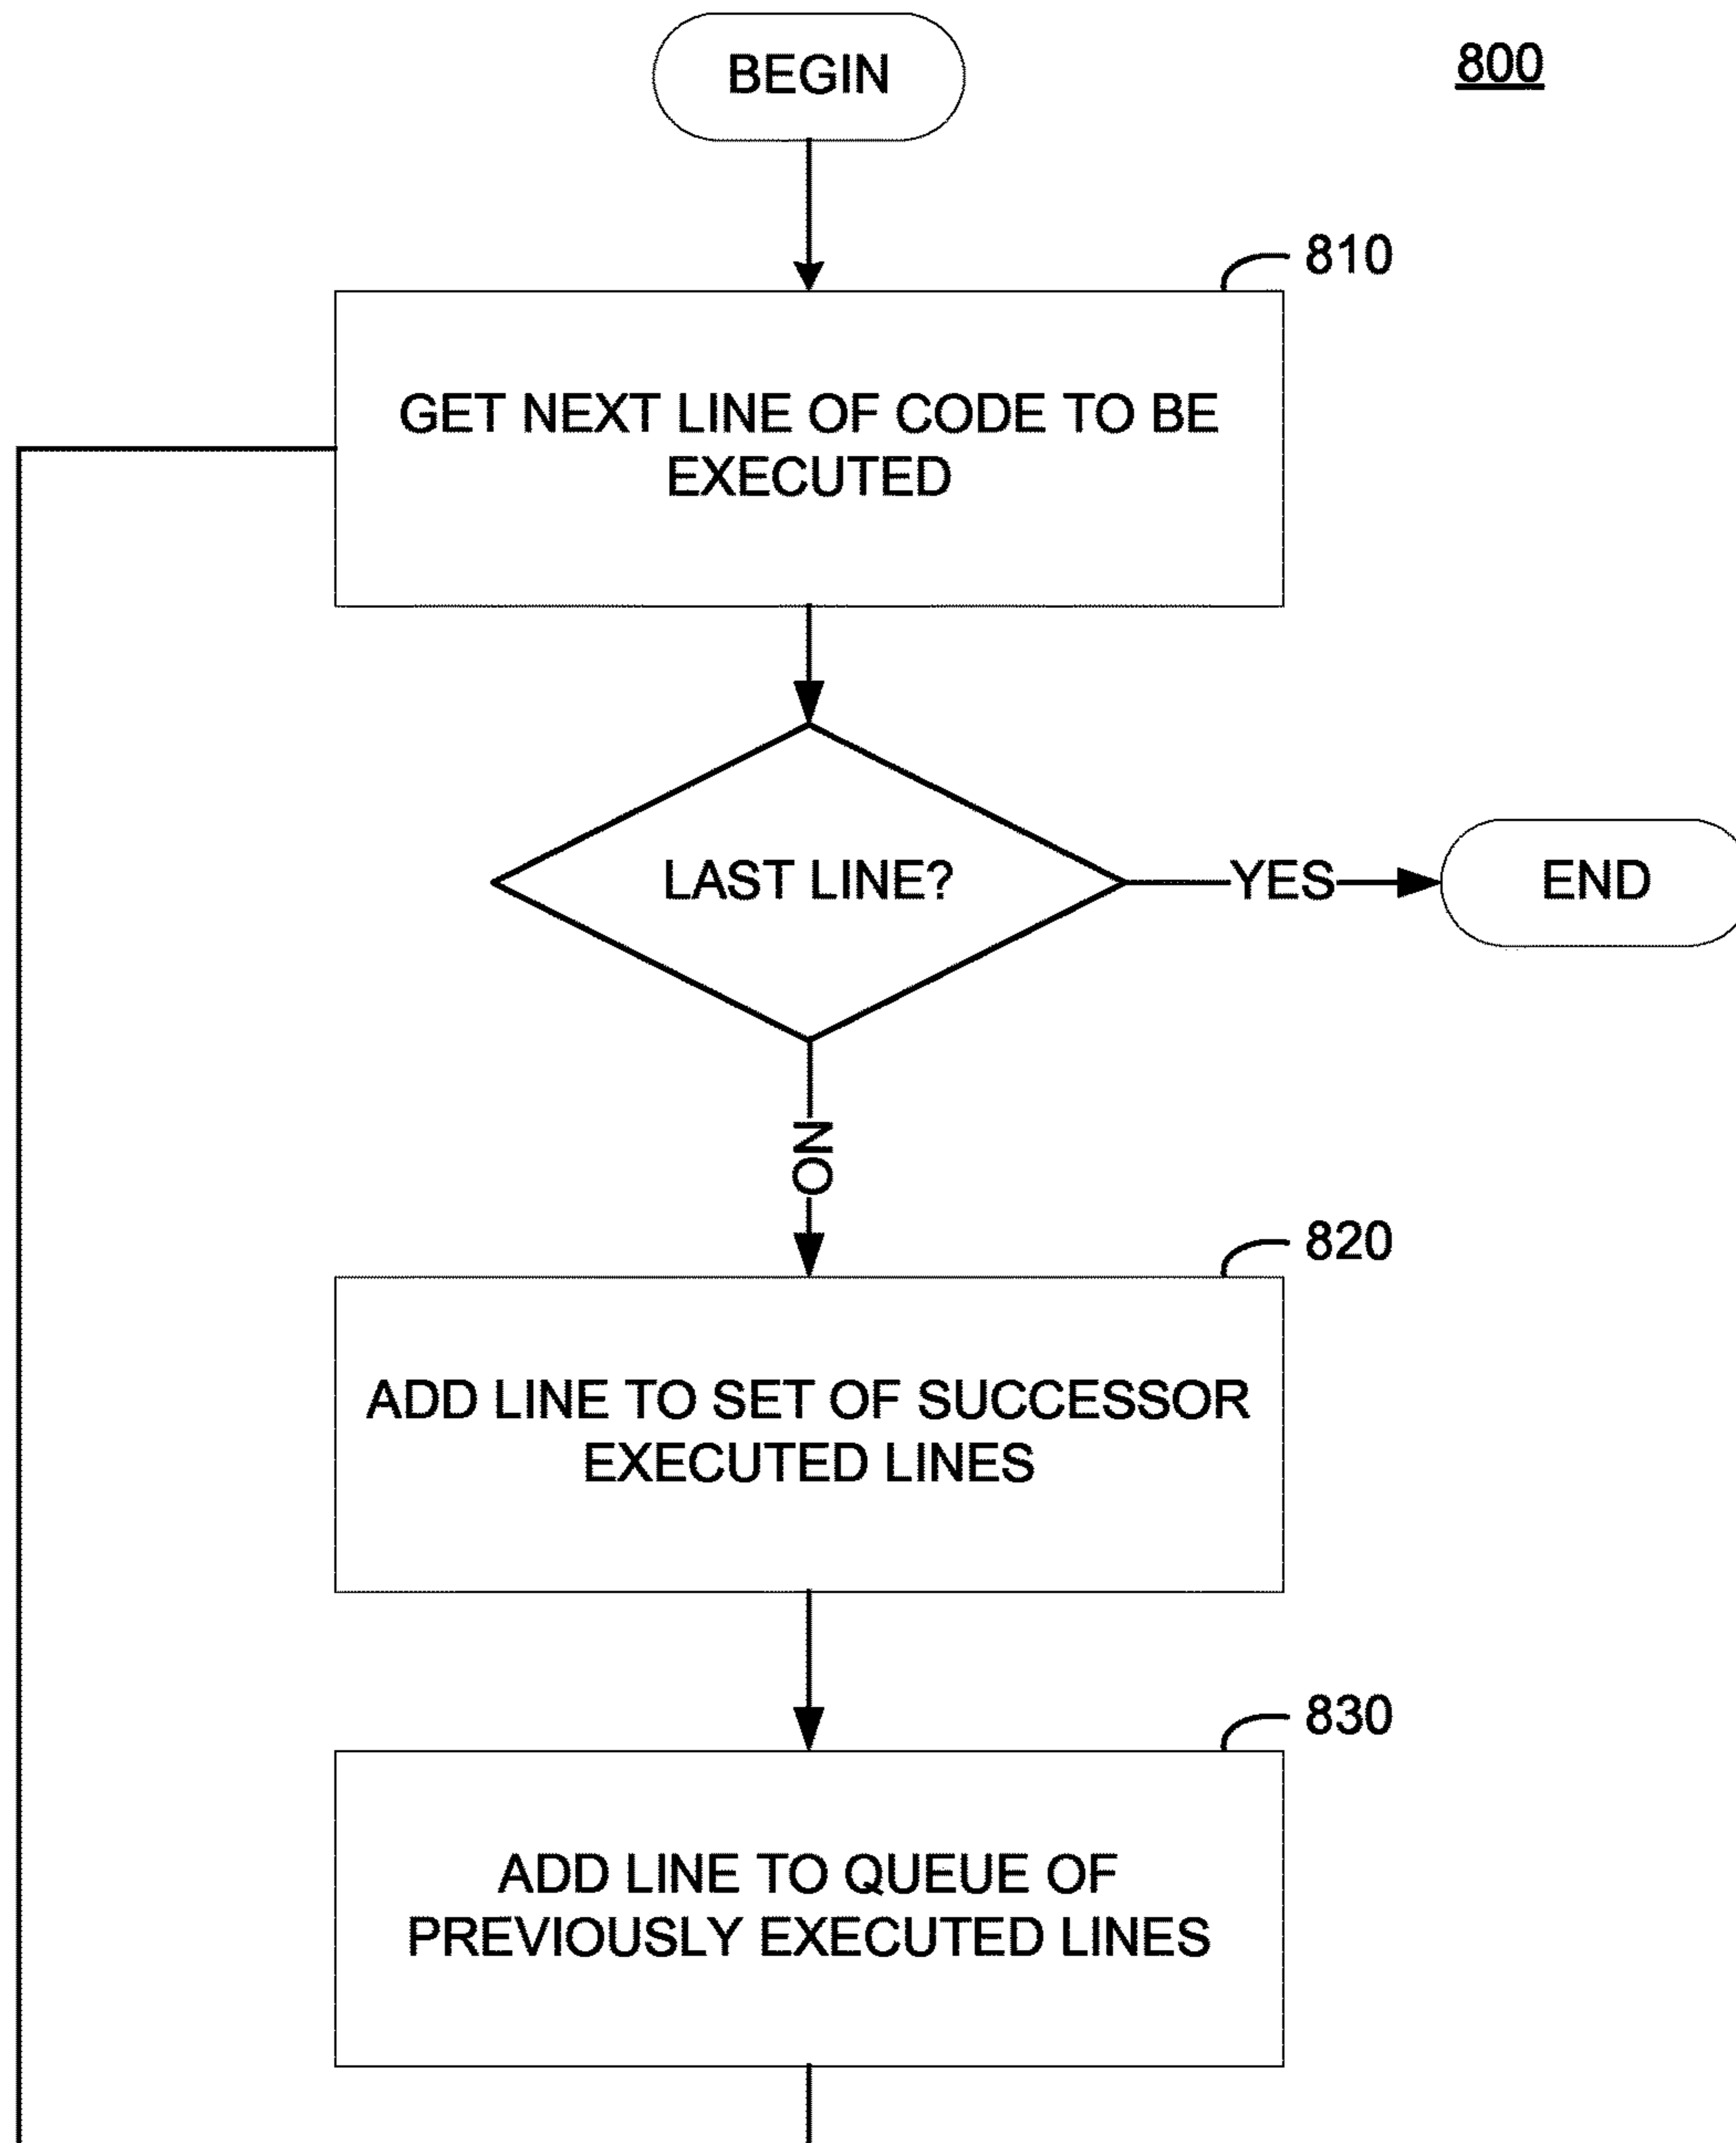 BEGIN
800
810
GET NEXT LINE OF CODE TO BE
EXECUTED
LAST LINE?
YES
END
NO
820
ADD LINE TO SET OF SUCCESSOR
EXECUTED LINES
830
ADD LINE TO QUEUE OF
PREVIOUSLY EXECUTED LINES